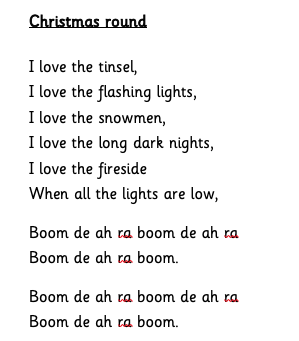 Christmas round
I love the tinsel,
I love the flashing lights,
I love the snowmen,
I love the long dark nights,
I love the fireside
When all the lights are low,
Boom de ah ra boom de ah ra
Boom de ah ra boom.
Boom de ah ra boom de ah ra
Boom de ah ra boom.